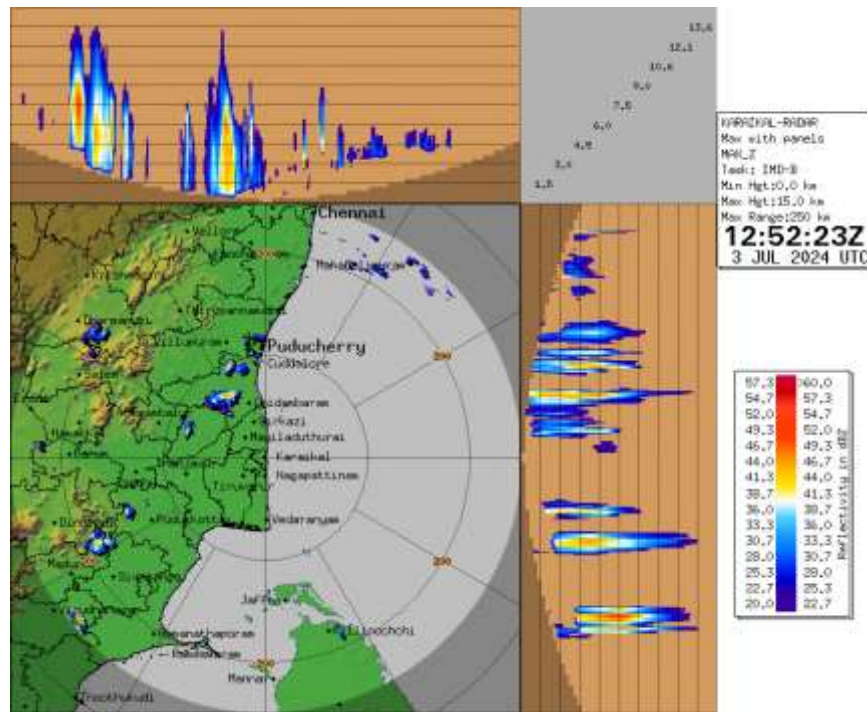 13.6
12.1
10.6
9.0
7.5
6.0
4.5
3.0
1.5
KARAIKAL-RADAR
Max with panels
MAX_Z
Task: IMD-B
Min Hgt:0.0 km
Max Hgt:15.0 km
Max Range:250 km
12:52:23Z
3 JUL 2024 UTC
Chennai
Vellore
Mahabalipuram
Dharmapuri
Villupuram
Puducherry
Cuddalore
Salem
Chidambaram
Sirkazi
Mayiladuthurai
Karaikal
Nagapattinam
Vedaranyam
Pudukottai
Jaffna
Kilinochchi
Ramanathapuram
Mannar
Thoothukudi
200
200
200
57.3 >60.0
54.7 57.3
52.0 54.7
49.3 52.0
46.7 49.3
44.0 46.7
41.3 44.0
38.7 41.3
36.0 38.7
33.3 36.0
30.7 33.3
28.0 30.7
25.3 28.0
22.7 25.3
20.0 22.7
Reflectivity in dBZ